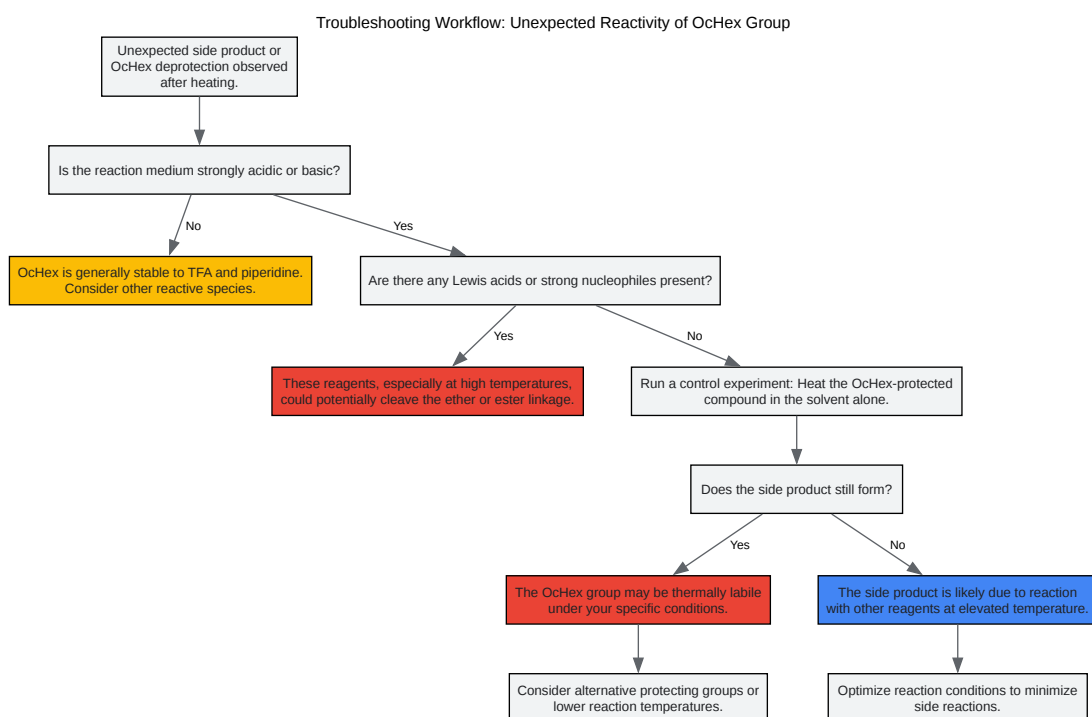 Troubleshooting Workflow: Unexpected Reactivity of OcHex Group
Unexpected side product or
OcHex deprotection observed
after heating.
Is the reaction medium strongly acidic or basic?
No
Yes
OcHex is generally stable to TFA and piperidine.
Consider other reactive species.
Are there any Lewis acids or strong nucleophiles present?
Yes
No
These reagents, especially at high temperatures,
could potentially cleave the ether or ester linkage.
Run a control experiment: Heat the OcHex-protected
compound in the solvent alone.
Does the side product still form?
Yes
No
The OcHex group may be thermally labile
under your specific conditions.
The side product is likely due to reaction
with other reagents at elevated temperature.
Consider alternative protecting groups or
lower reaction temperatures.
Optimize reaction conditions to minimize
side reactions.